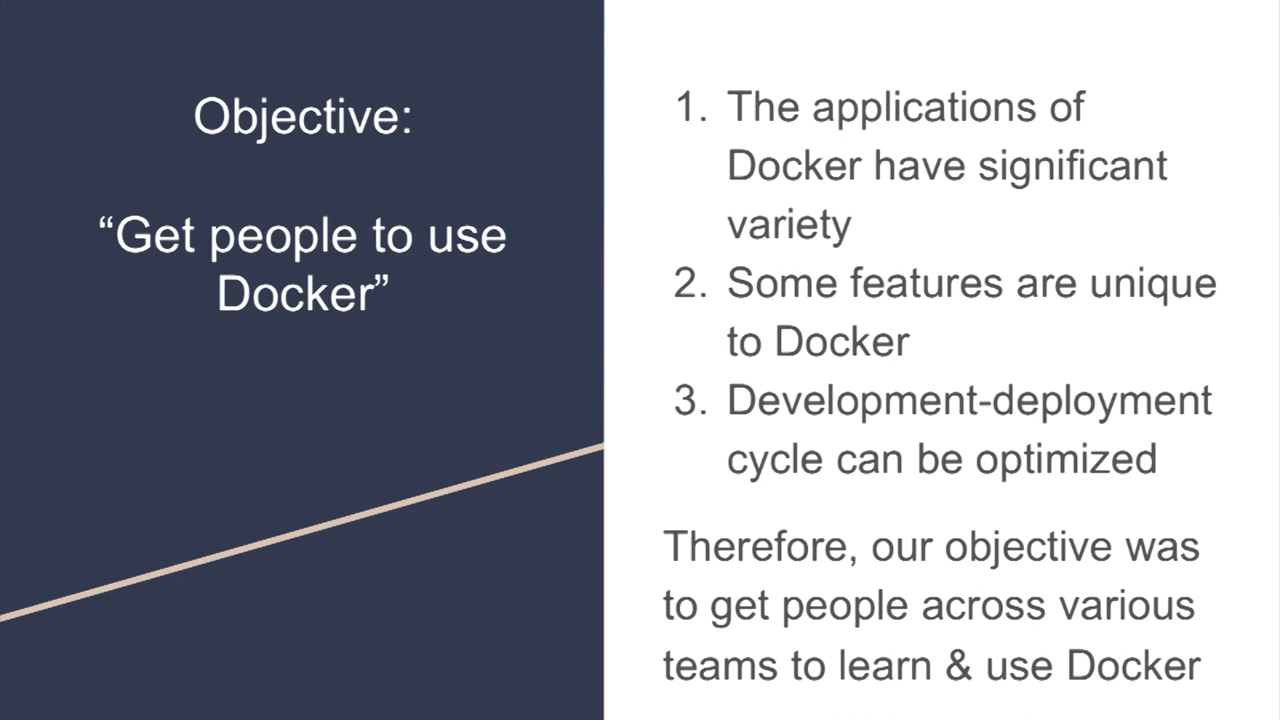 Objective:
“Get people to use
Docker”
1. The applications of
Docker have significant
variety
2. Some features are unique
to Docker
3. Development-deployment
cycle can be optimized
Therefore, our objective was
to get people across various
teams to learn & use Docker